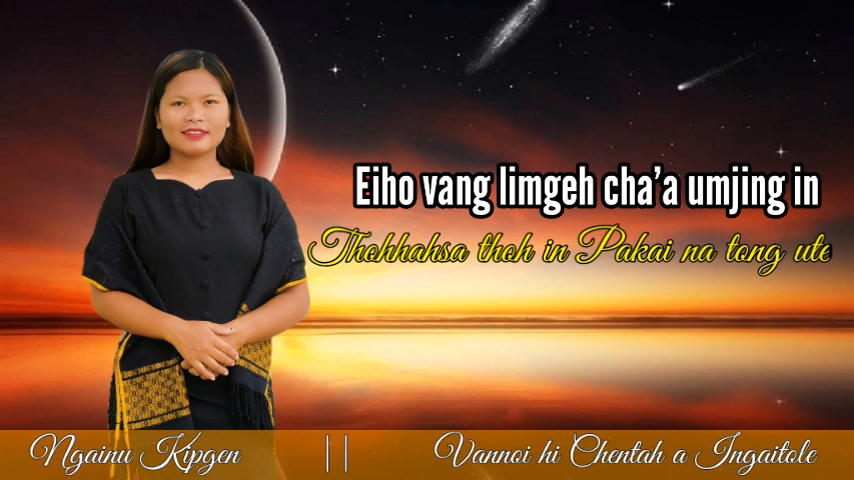 Eiho vang limgeh cha'a umjing in
Thohhahsa thoh in Pakai na tong ute
Ngainu Kipgen || Vannoi hi Chentah a Ingaitole